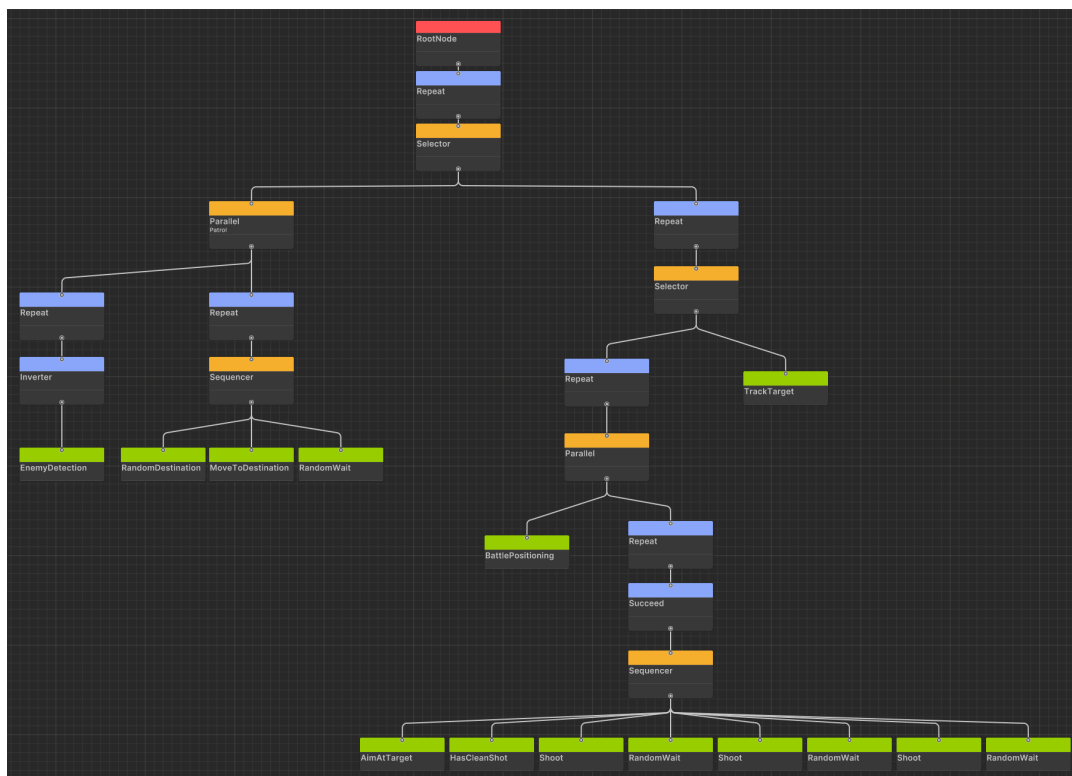 RootNode
Repeat
Selector
Parallel
Patrol
Repeat
Repeat
Repeat
Selector
Inverter
Sequencer
Repeat
TrackTarget
EnemyDetection
RandomDestination
MoveToDestination
RandomWait
Parallel
BattlePositioning
Repeat
Succeed
Sequencer
AimAtTarget
HasCleanShot
Shoot
RandomWait
Shoot
RandomWait
Shoot
RandomWait